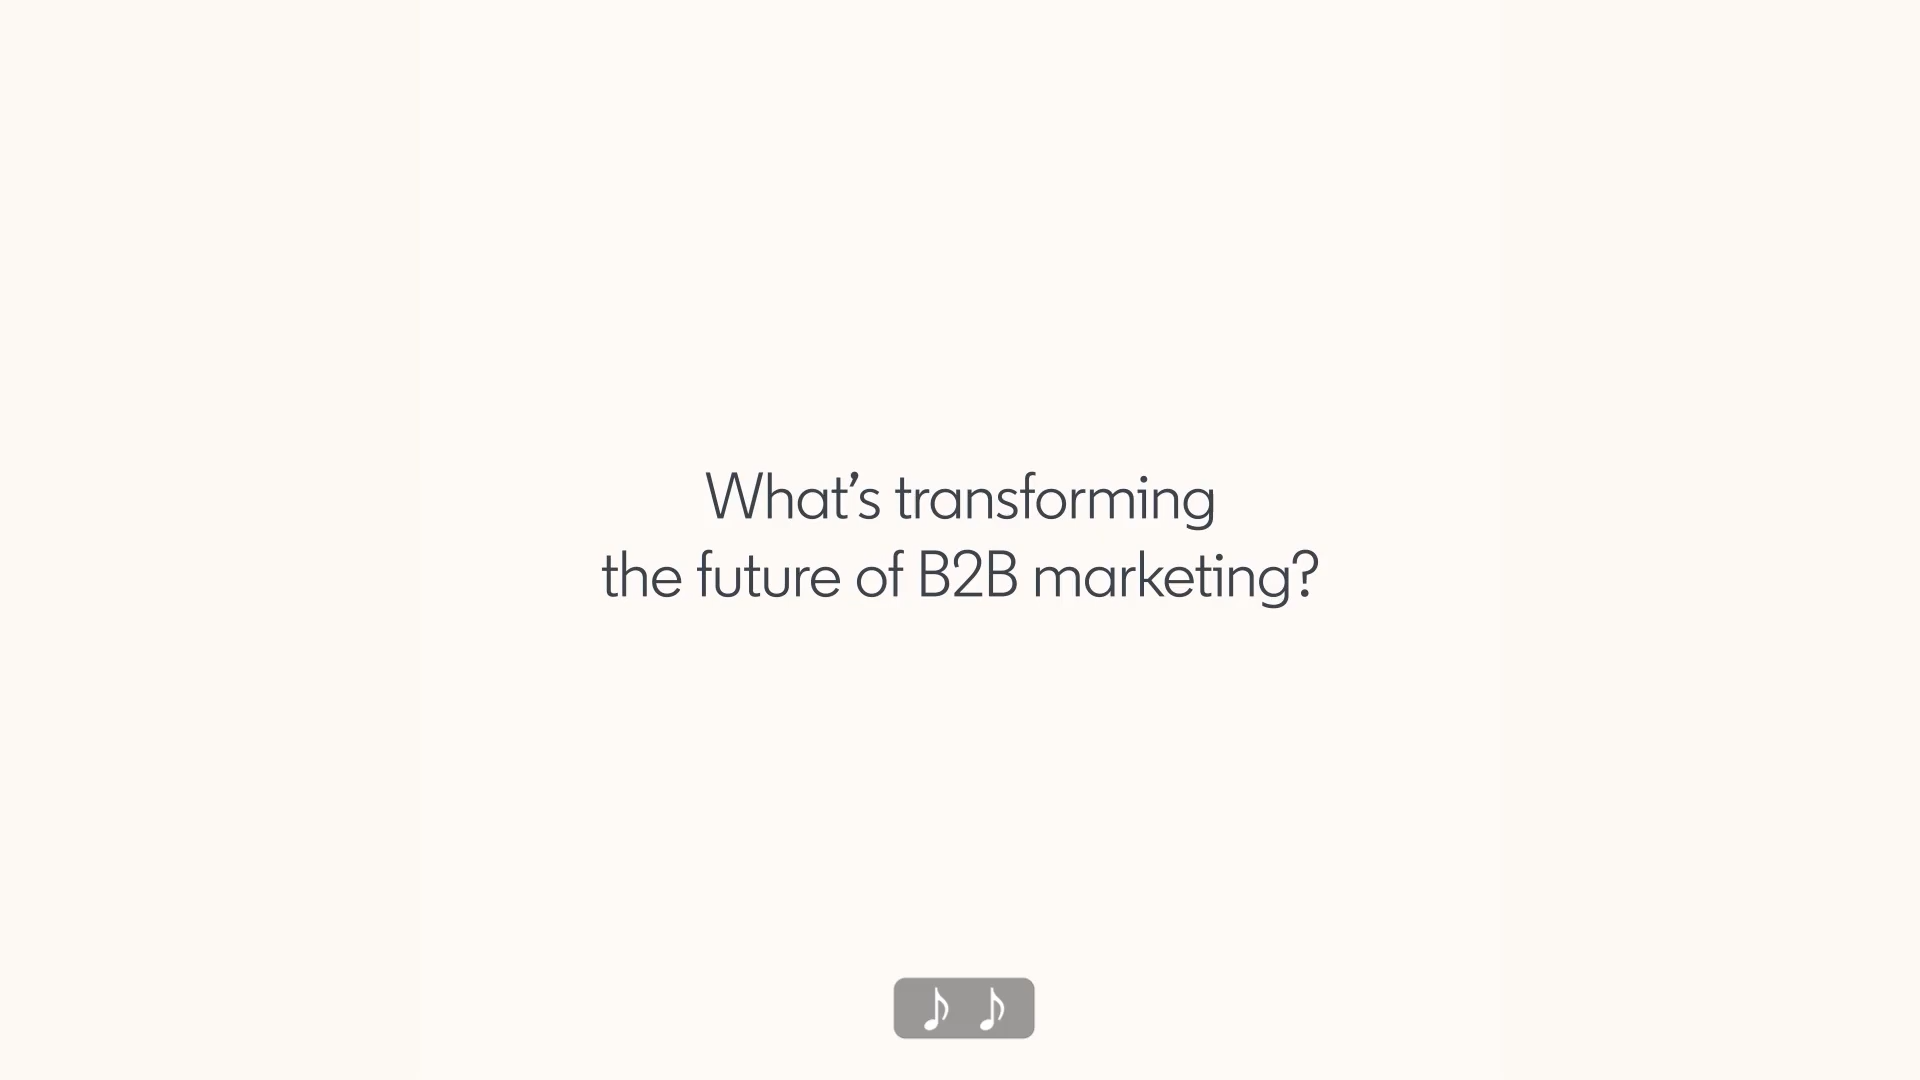 What’s transforming
the future of B2B marketing?
♪ ♪